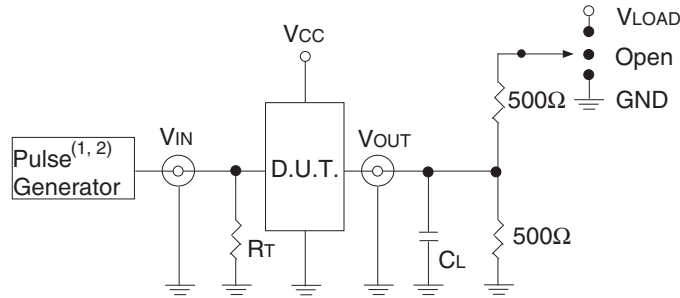 VLOAD
VCC
Open
500Ω
GND
VIN
VOUT
Pulse(1, 2)
Generator
D.U.T.
RT
CL
500Ω